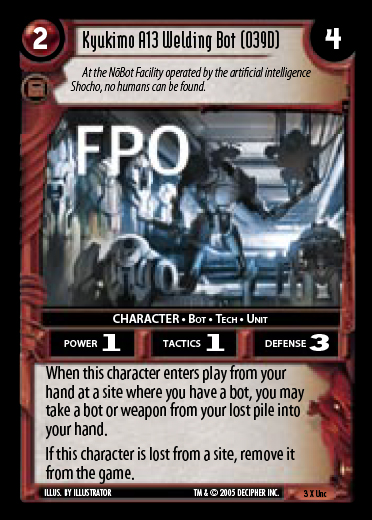 2
Kyukimo A13 Welding Bot (039D)
4
At the NōBot Facility operated by the artificial intelligence
Shocho, no humans can be found.
FPO
CHARACTER • BOT • TECH • UNIT
POWER 1
TACTICS 1
DEFENSE 3
When this character enters play from your
hand at a site where you have a bot, you may
take a bot or weapon from your lost pile into
your hand.
If this character is lost from a site, remove it
from the game.
ILLUS. BY ILLUSTRATOR
TM & © 2005 DECIPHER INC.
3 X Unc